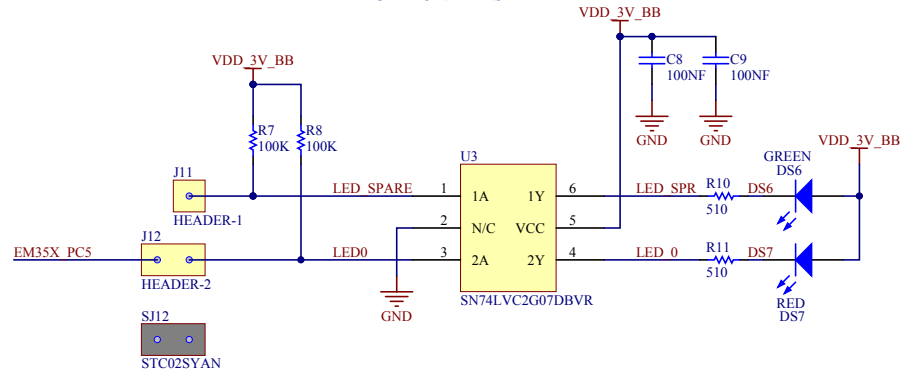 VDD_3V_BB
C8
100NF
C9
100NF
GND
GND
VDD_3V_BB
R7
100K
R8
100K
VDD_3V_BB
GREEN
DS6
U3
J11
HEADER-1
LED_SPARE
1
1A
1Y
6
LED_SPR
R10
510
DS6
2
N/C
VCC
5
J12
EM35X_PC5
HEADER-2
LED0
3
2A
2Y
4
LED_0
R11
510
DS7
RED
DS7
SN74LVC2G07DBVR
GND
SJ12
STC02SYAN